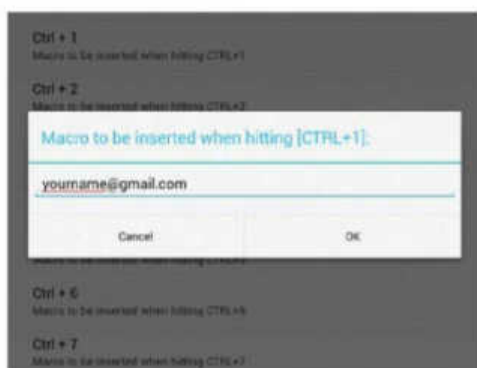 Ctrl + 1
Macro to be inserted when hitting CTRL+1
Ctrl + 2
Macro to be inserted when hitting CTRL+2
Macro to be inserted when hitting [CTRL+1]:
yourname@gmail.com
Cancel OK
Ctrl + 6
Macro to be inserted when hitting CTRL+6
Ctrl + 7
Macro to be inserted when hitting CTRL+7